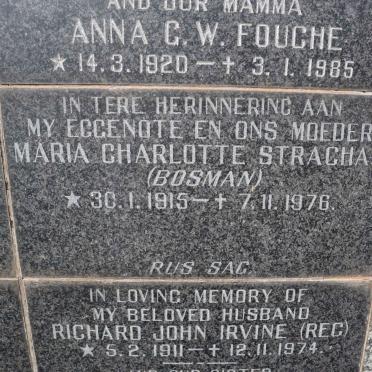 AND OUR MAMMA
ANNA C. W. FOUCHE
★ 14. 3. 1920 – † 3. 1. 1985
IN TERE HERINNERING AAN
MY EGGENOTE EN ONS MOEDER
MARIA CHARLOTTE STRACHA
(BOSMAN)
★ 30. 1. 1915 – † 7. 11. 1976.
RUS SAG.
IN LOVING MEMORY OF
MY BELOVED HUSBAND
RICHARD JOHN IRVINE (REG)
★ 5. 2. 1911 – † 12. 11. 1974.